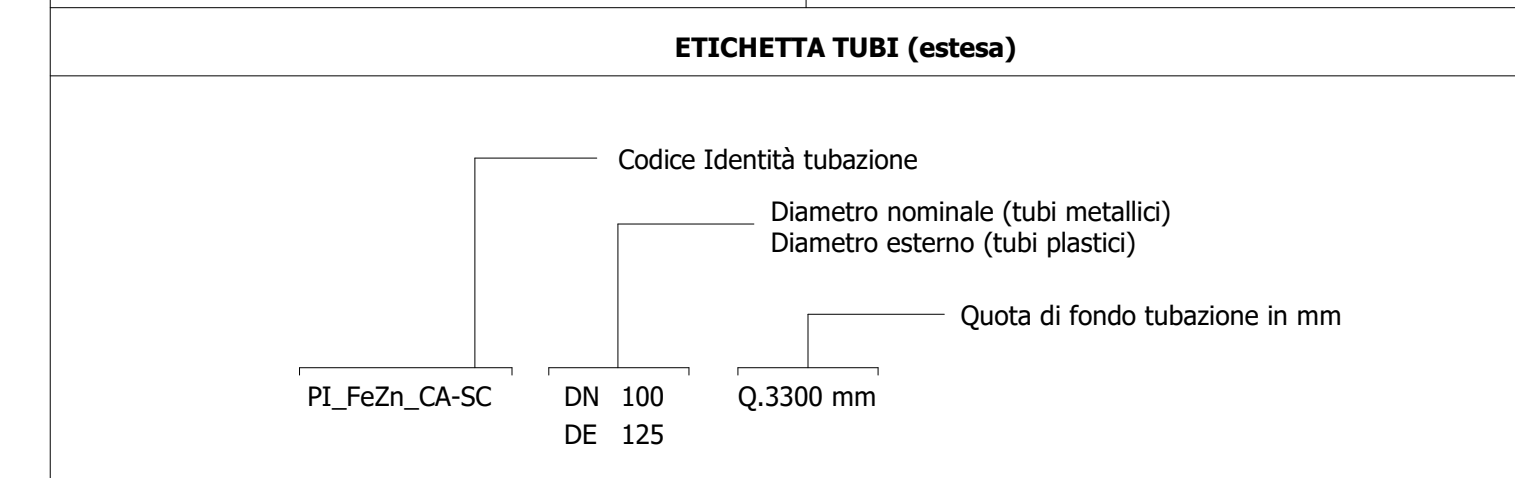 ETICHETTA TUBI (estesa)
Codice Identità tubazione
Diametro nominale (tubi metallici)
Diametro esterno (tubi plastici)
Quota di fondo tubazione in mm
PI_FeZn_CA-SC DN 100 Q.3300 mm
DE 125